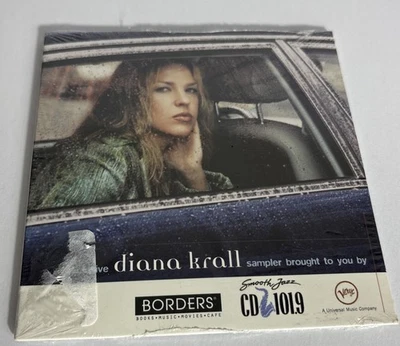 diana krall sampler brought to you by
BORDERS®
BOOKS • MUSIC • MOVIES • CAFE
Smooth Jazz
CD 101.9
Verve
A Universal Music Company